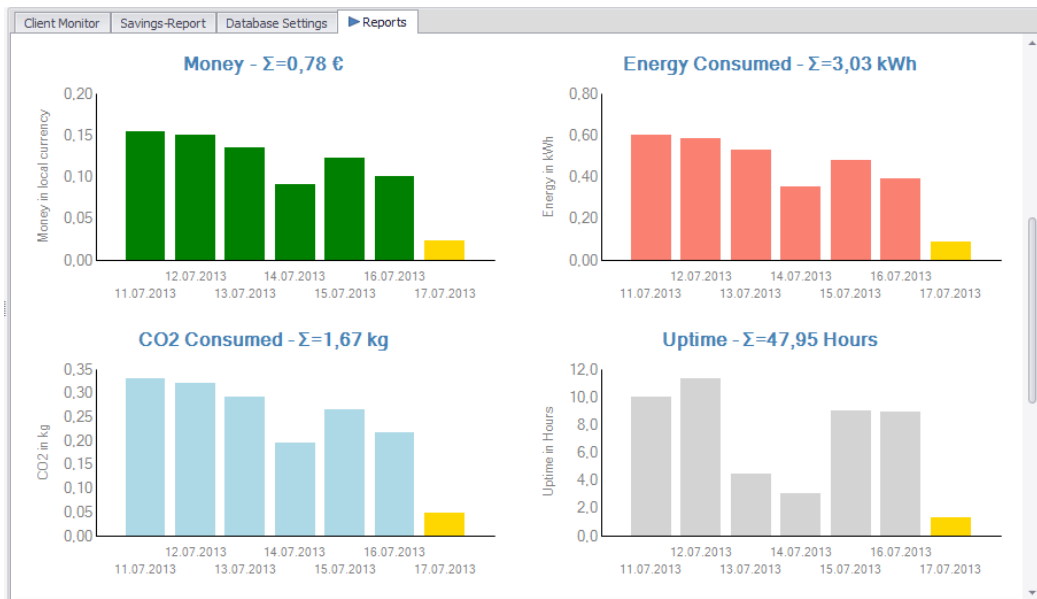 Client Monitor Savings-Report Database Settings Reports
Money - Σ=0,78 €
Money in local currency
0,20
0,15
0,10
0,05
0,00
12.07.2013 14.07.2013 16.07.2013
11.07.2013 13.07.2013 15.07.2013 17.07.2013
Energy Consumed - Σ=3,03 kWh
Energy in kWh
0,80
0,60
0,40
0,20
0,00
12.07.2013 14.07.2013 16.07.2013
11.07.2013 13.07.2013 15.07.2013 17.07.2013
CO2 Consumed - Σ=1,67 kg
CO2 in kg
0,35
0,30
0,25
0,20
0,15
0,10
0,05
0,00
12.07.2013 14.07.2013 16.07.2013
11.07.2013 13.07.2013 15.07.2013 17.07.2013
Uptime - Σ=47,95 Hours
Uptime in Hours
12,0
10,0
8,0
6,0
4,0
2,0
0,0
12.07.2013 14.07.2013 16.07.2013
11.07.2013 13.07.2013 15.07.2013 17.07.2013